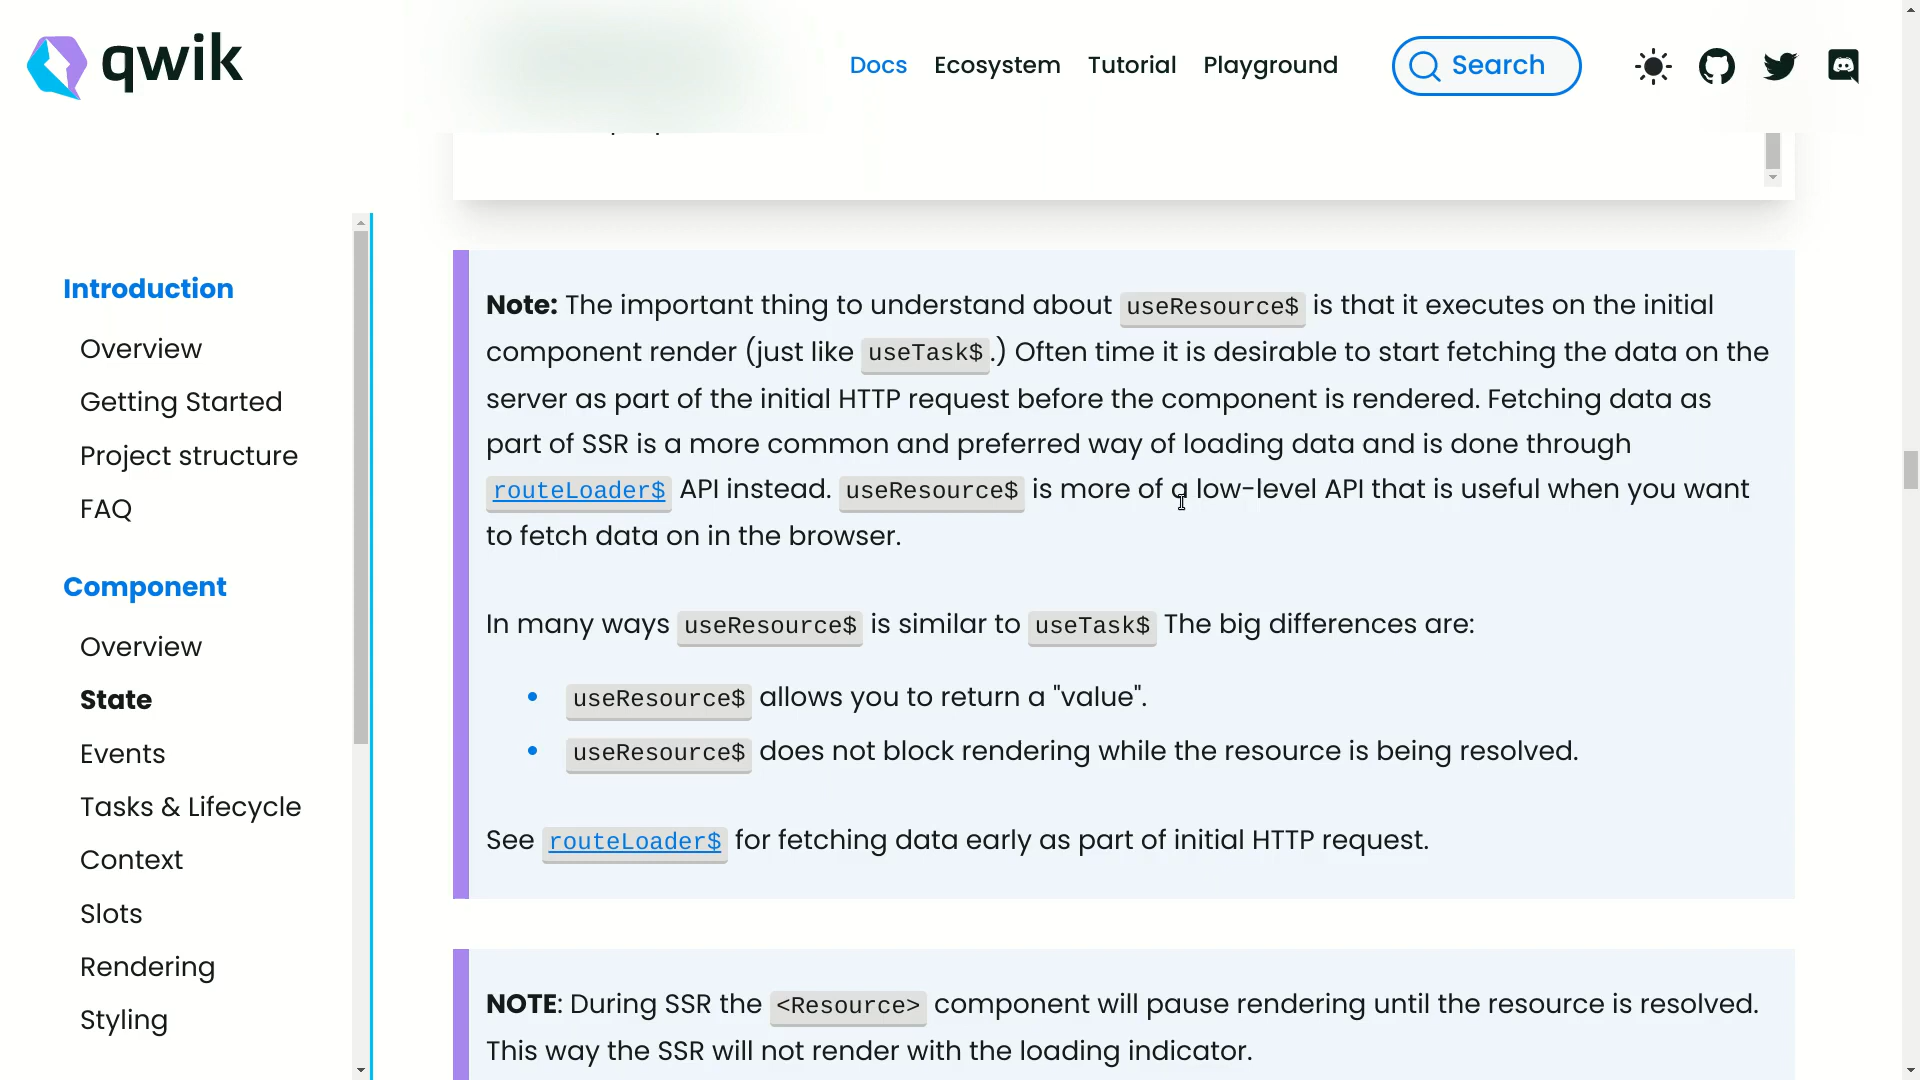 qwik
Docs Ecosystem Tutorial Playground Search
Introduction
Overview
Getting Started
Project structure
FAQ
Component
Overview
State
Events
Tasks & Lifecycle
Context
Slots
Rendering
Styling
Note: The important thing to understand about useResource$ is that it executes on the initial
component render (just like useTask$.) Often time it is desirable to start fetching the data on the
server as part of the initial HTTP request before the component is rendered. Fetching data as
part of SSR is a more common and preferred way of loading data and is done through
routeLoader$ API instead. useResource$ is more of a low-level API that is useful when you want
to fetch data on in the browser.
In many ways useResource$ is similar to useTask$ The big differences are:
• useResource$ allows you to return a "value".
• useResource$ does not block rendering while the resource is being resolved.
See routeLoader$ for fetching data early as part of initial HTTP request.
NOTE: During SSR the <Resource> component will pause rendering until the resource is resolved.
This way the SSR will not render with the loading indicator.